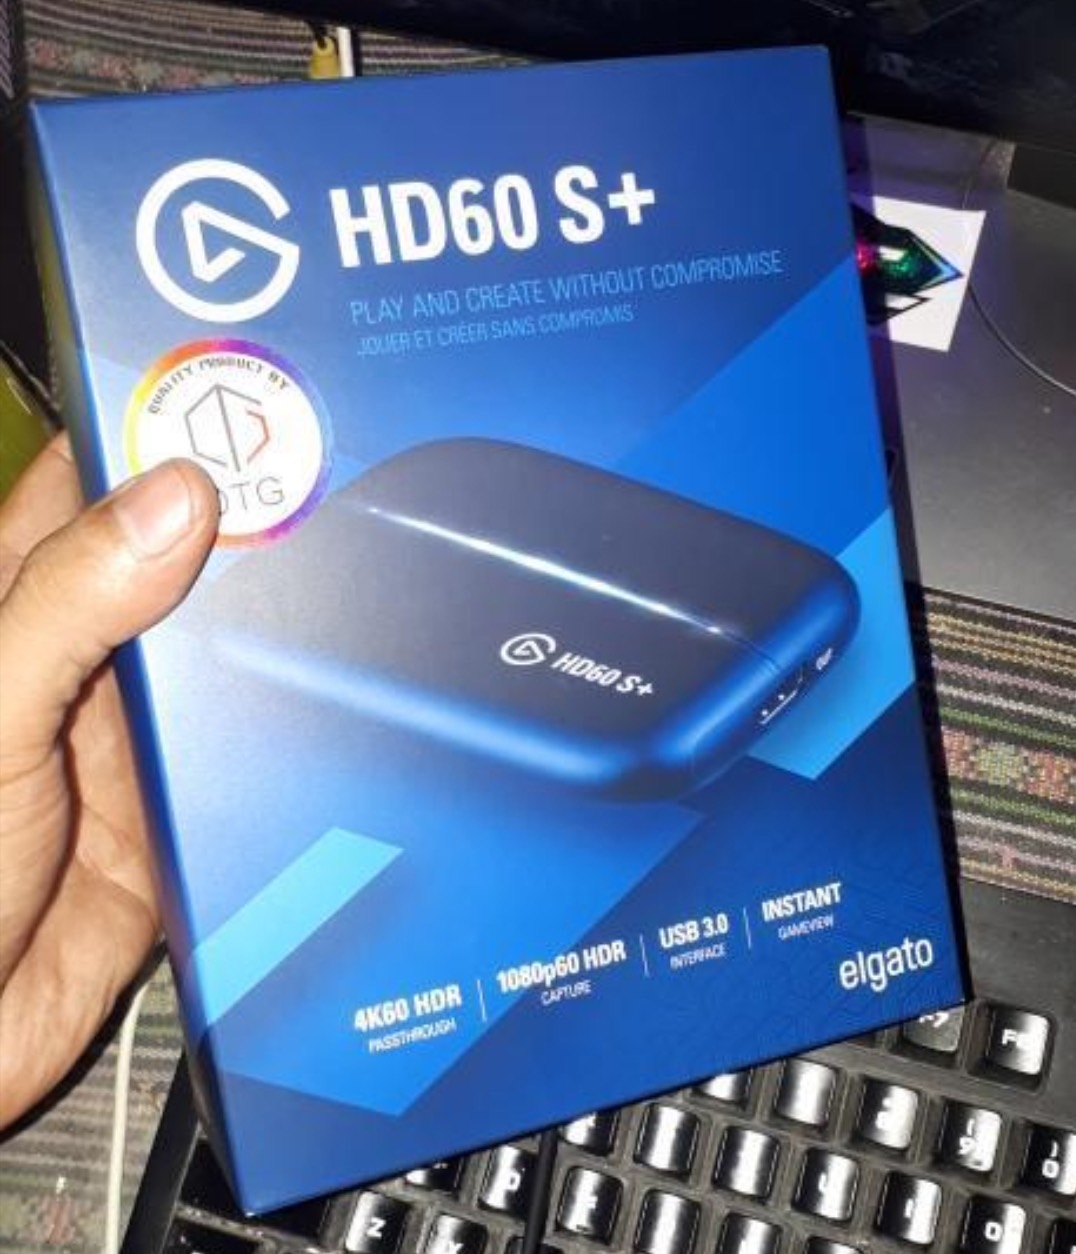 HD60 S+
PLAY AND CREATE WITHOUT COMPROMISE
JOUER ET CRÉER SANS COMPROMIS
QUALITY PRODUCT BY
DTG
HD60 S+
OUT
4K60 HDR
PASSTHROUGH
1080p60 HDR
CAPTURE
USB 3.0
INTERFACE
INSTANT
GAMEVIEW
elgato
Z
X